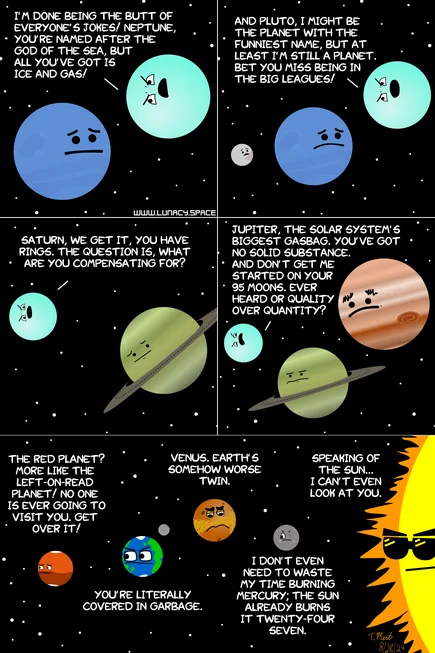 I'M DONE BEING THE BUTT OF
EVERYONE'S JOKES! NEPTUNE,
YOU'RE NAMED AFTER THE
GOD OF THE SEA, BUT
ALL YOU'VE GOT IS
ICE AND GAS!
WWW.LUNACY.SPACE
AND PLUTO, I MIGHT BE
THE PLANET WITH THE
FUNNIEST NAME, BUT AT
LEAST I'M STILL A PLANET.
BET YOU MISS BEING IN
THE BIG LEAGUES!
SATURN, WE GET IT, YOU HAVE
RINGS. THE QUESTION IS, WHAT
ARE YOU COMPENSATING FOR?
JUPITER, THE SOLAR SYSTEM'S
BIGGEST GASBAG. YOU'VE GOT
NO SOLID SUBSTANCE.
AND DON'T GET ME
STARTED ON YOUR
95 MOONS. EVER
HEARD OR QUALITY
OVER QUANTITY?
THE RED PLANET?
MORE LIKE THE
LEFT-ON-READ
PLANET! NO ONE
IS EVER GOING TO
VISIT YOU. GET
OVER IT!
YOU'RE LITERALLY
COVERED IN GARBAGE.
VENUS. EARTH'S
SOMEHOW WORSE
TWIN.
I DON'T EVEN
NEED TO WASTE
MY TIME BURNING
MERCURY; THE SUN
ALREADY BURNS
IT TWENTY-FOUR
SEVEN.
SPEAKING OF
THE SUN...
I CAN'T EVEN
LOOK AT YOU.